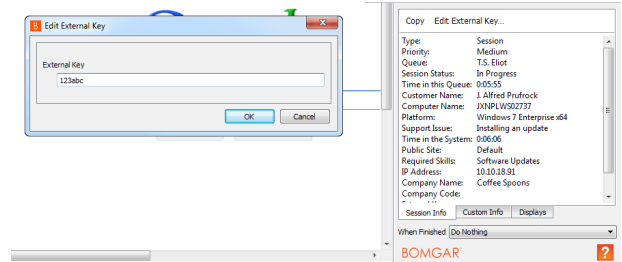 Edit External Key
External Key
123abc
OK Cancel
Copy Edit External Key...
Type: Session
Priority: Medium
Queue: T.S. Eliot
Session Status: In Progress
Time in this Queue: 0:05:55
Customer Name: J. Alfred Prufrock
Computer Name: JXNPLWS02737
Platform: Windows 7 Enterprise x64
Support Issue: Installing an update
Time in the System: 0:06:06
Public Site: Default
Required Skills: Software Updates
IP Address: 10.10.18.91
Company Name: Coffee Spoons
Company Code:
Session Info Custom Info Displays
When Finished Do Nothing
BOMGAR